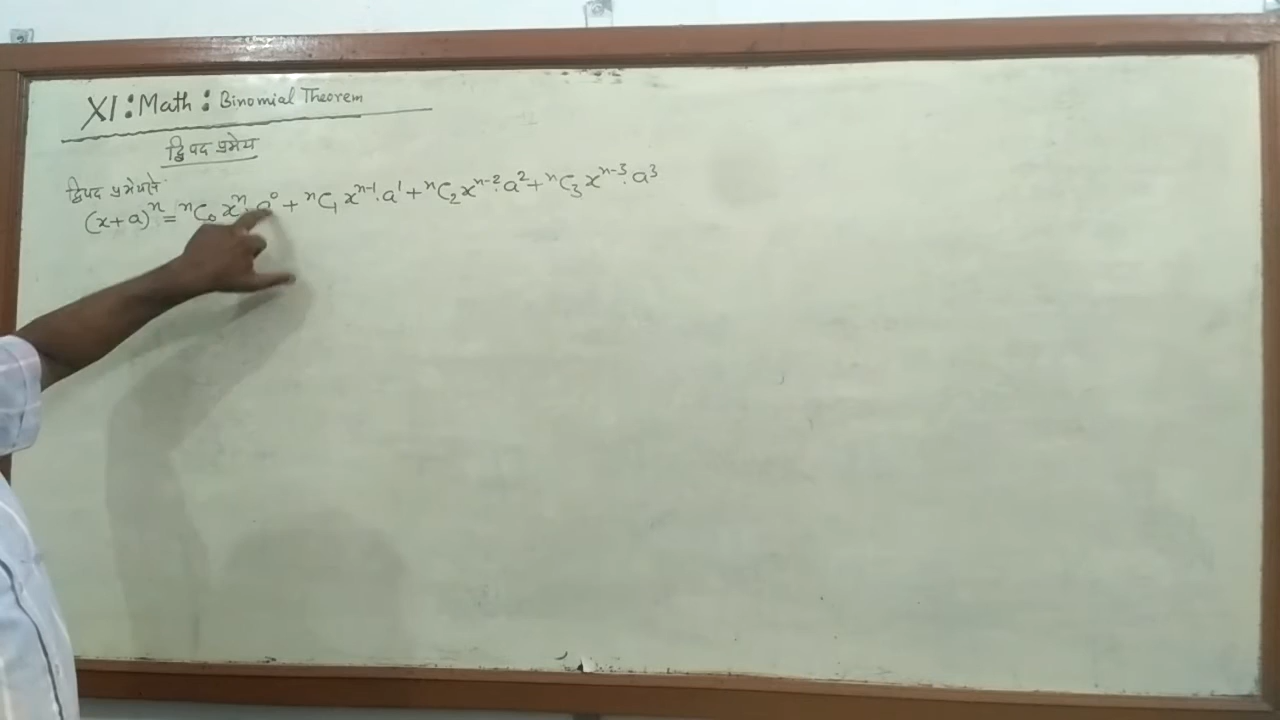 XI : Math : Binomial Theorem
द्विपद प्रमेय
द्विपद प्रमेयाने
(x+a)ⁿ = ⁿC₀ xⁿ. a⁰ + ⁿC₁ xⁿ⁻¹. a¹ + ⁿC₂ xⁿ⁻². a² + ⁿC₃ xⁿ⁻³. a³